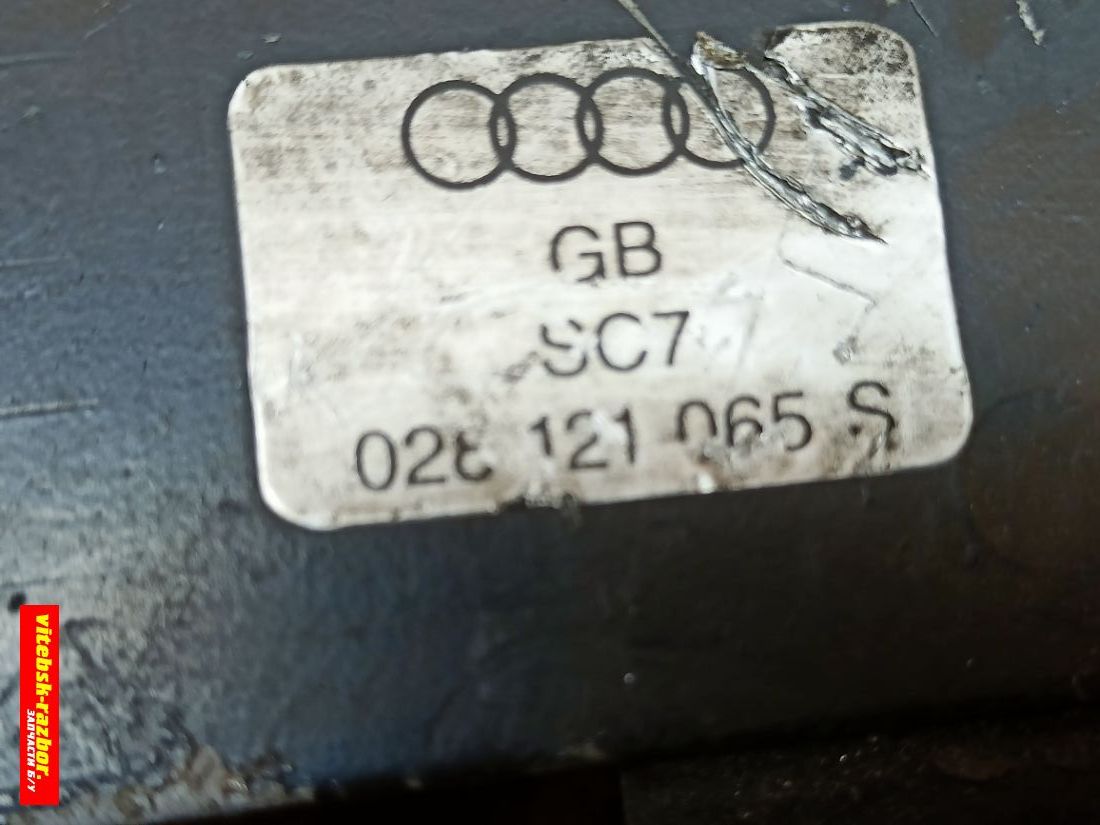 GB
SC7
028 121 065 S
vitebsk-razbor.
ЗАПЧАСТИ Б/У